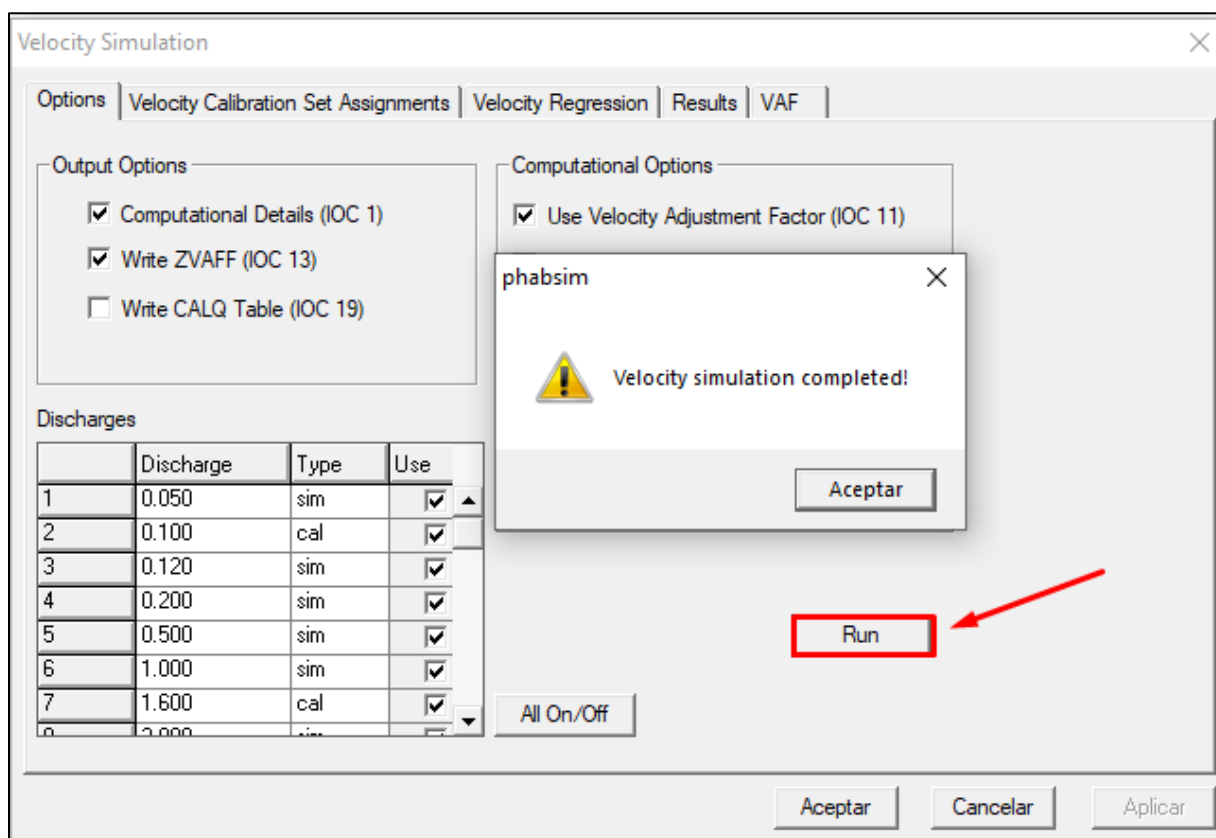 Velocity Simulation
Options Velocity Calibration Set Assignments Velocity Regression Results VAF
Output Options
Computational Details (IOC 1)
Write ZVAFF (IOC 13)
Write CALQ Table (IOC 19)
Computational Options
Use Velocity Adjustment Factor (IOC 11)
phabsim
Velocity simulation completed!
Aceptar
Discharges
Discharge Type Use
1 0.050 sim
2 0.100 cal
3 0.120 sim
4 0.200 sim
5 0.500 sim
6 1.000 sim
7 1.600 cal
Run
All On/Off
Aceptar Cancelar Aplicar